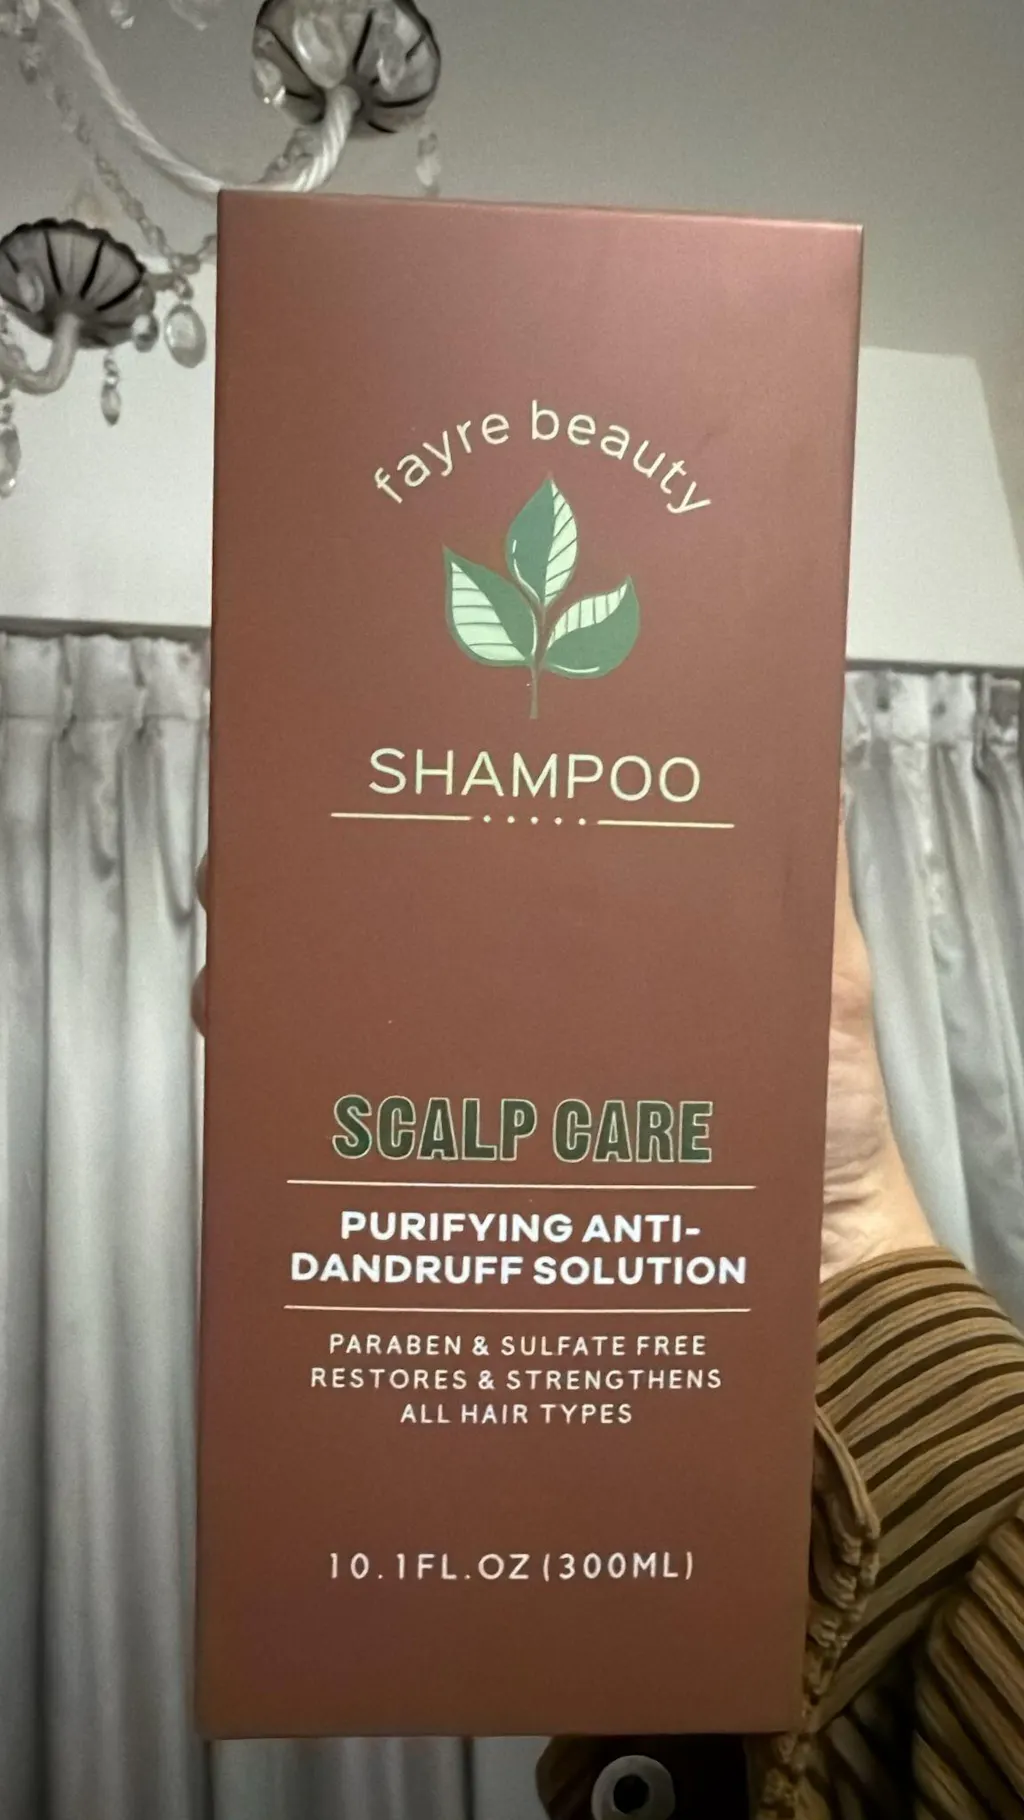 fayre beauty
SHAMPOO
SCALP CARE
PURIFYING ANTI-
DANDRUFF SOLUTION
PARABEN & SULFATE FREE
RESTORES & STRENGTHENS
ALL HAIR TYPES
10.1FL.OZ (300ML)